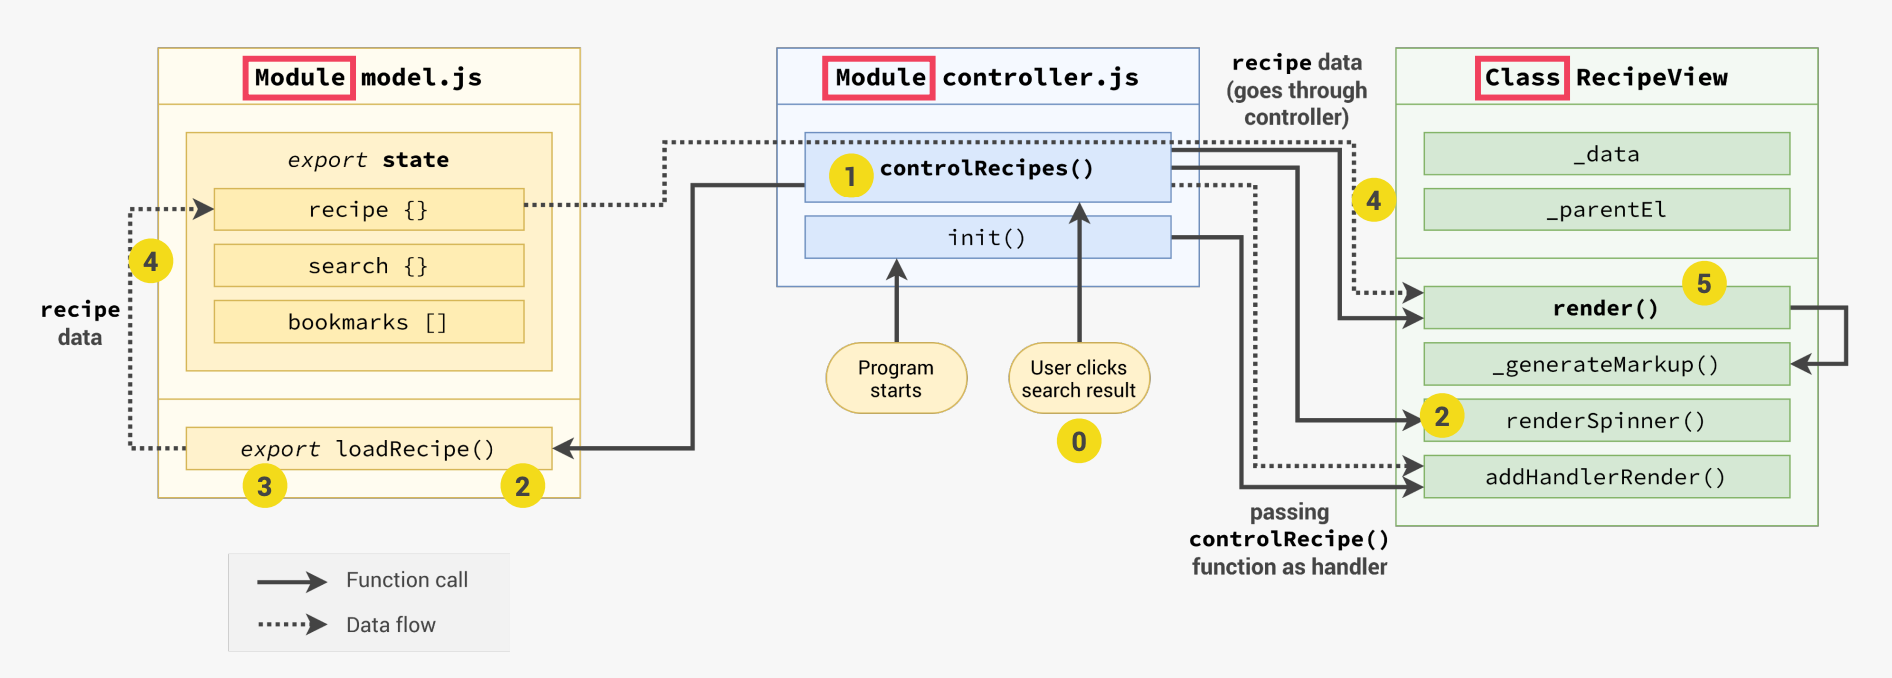 Module model.js
export state
recipe {}
search {}
bookmarks []
4
recipe
data
export loadRecipe()
3
2
Function call
Data flow
Module controller.js
1
controlRecipes()
init()
Program
starts
User clicks
search result
0
recipe data
(goes through
controller)
4
passing
controlRecipe()
function as handler
Class RecipeView
_data
_parentEl
5
render()
_generateMarkup()
2
renderSpinner()
addHandlerRender()